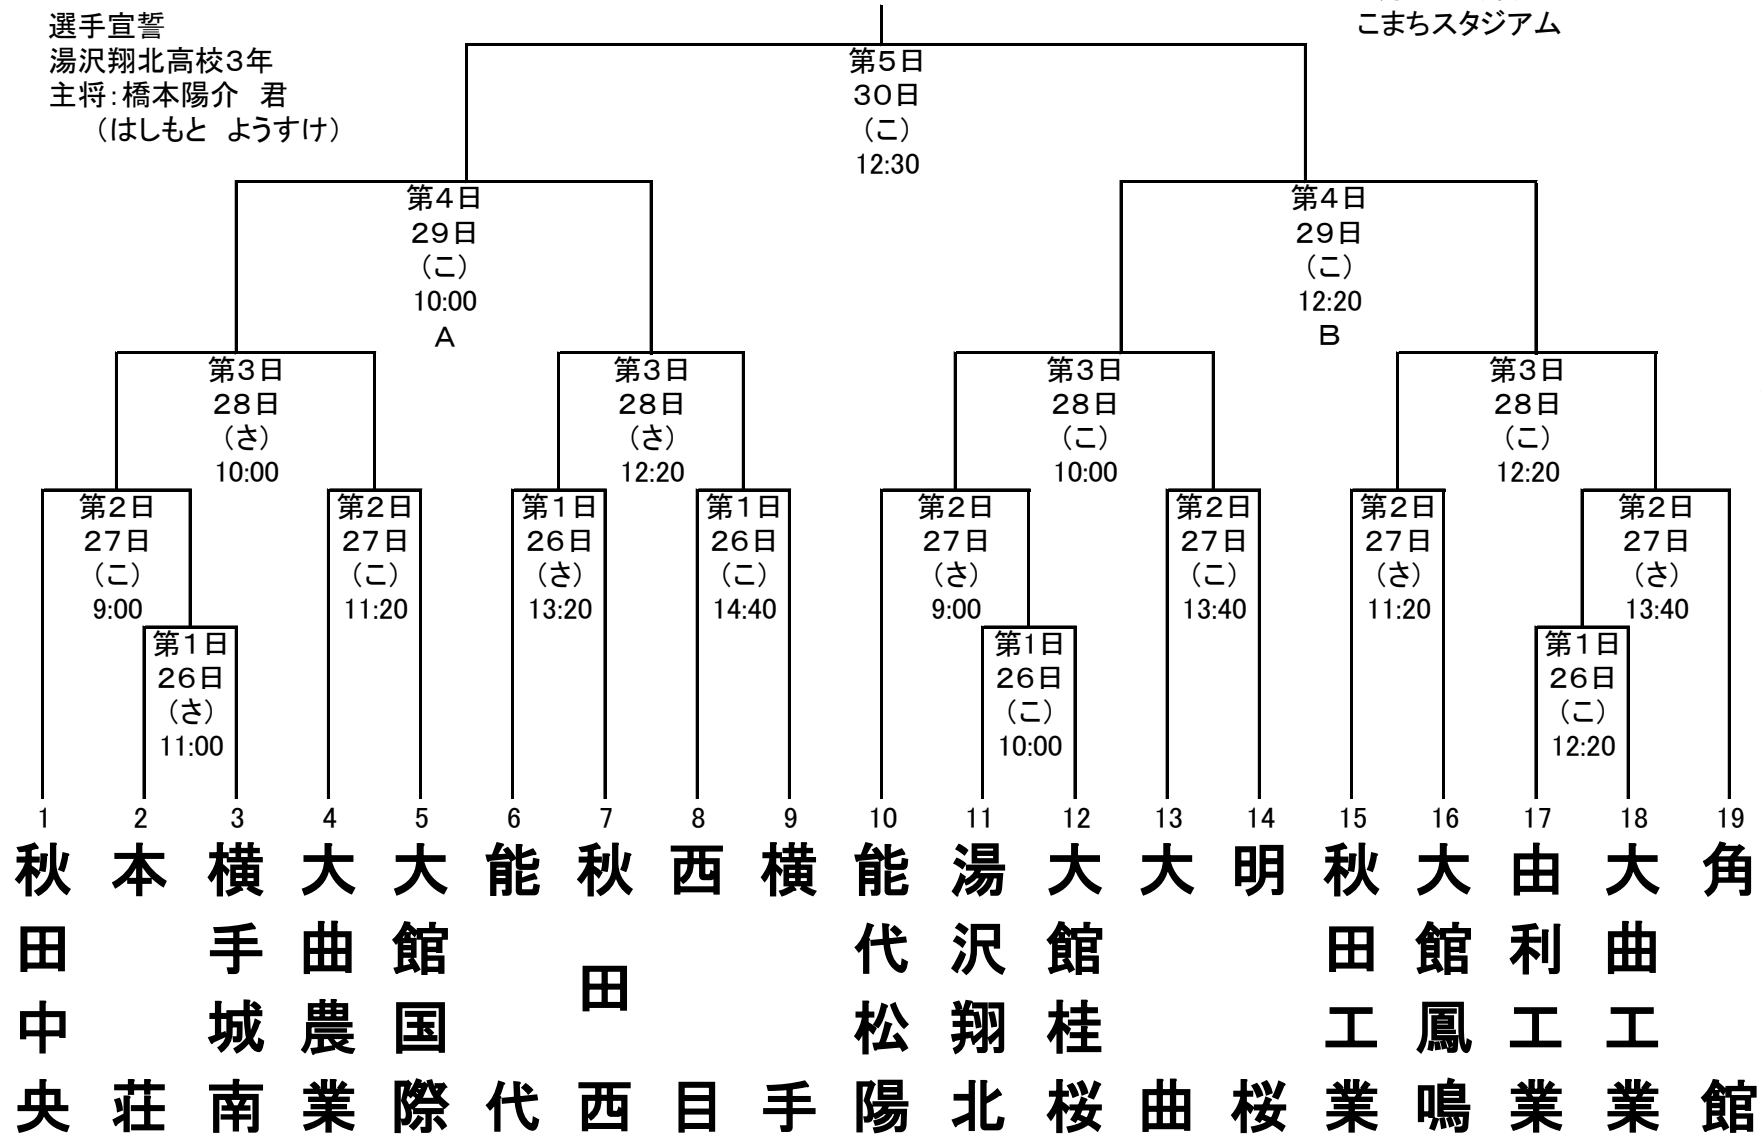 選手宣誓
湯沢翔北高校３年
主将：橋本陽介　君
（はしもと　ようすけ）
こまちスタジアム
第５日
３０日
（こ）
12:30
第４日
２９日
（こ）
10:00
Ａ
第４日
２９日
（こ）
12:20
Ｂ
第３日
２８日
（さ）
10:00
第３日
２８日
（さ）
12:20
第３日
２８日
（こ）
10:00
第３日
２８日
（こ）
12:20
第２日
２７日
（こ）
9:00
第２日
２７日
（こ）
11:20
第１日
２６日
（さ）
13:20
第１日
２６日
（こ）
14:40
第２日
２７日
（さ）
9:00
第２日
２７日
（こ）
13:40
第２日
２７日
（さ）
11:20
第２日
２７日
（さ）
13:40
第１日
２６日
（さ）
11:00
第1日
２６日
（こ）
10:00
第１日
２６日
（こ）
12:20
1
秋田中央
2
本荘
3
横手城南
4
大曲農業
5
大館国際
6
能代
7
秋田西
8
西目
9
横手
10
能代松陽
11
湯沢翔北
12
大館桂桜
13
大曲
14
明桜
15
秋田工業
16
大館鳳鳴
17
由利工業
18
大曲工業
19
角館